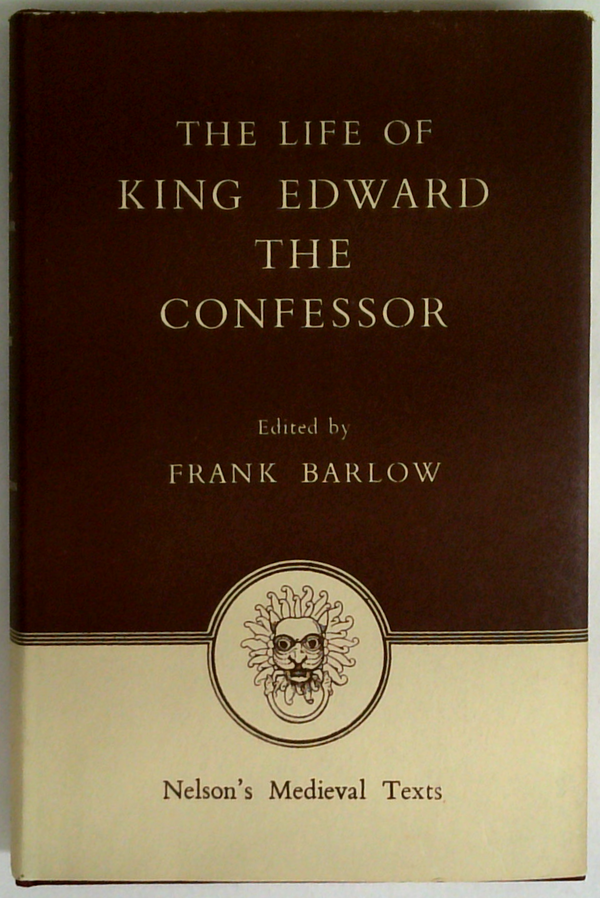 THE LIFE OF
KING EDWARD
THE
CONFESSOR
Edited by
FRANK BARLOW
Nelson's Medieval Texts